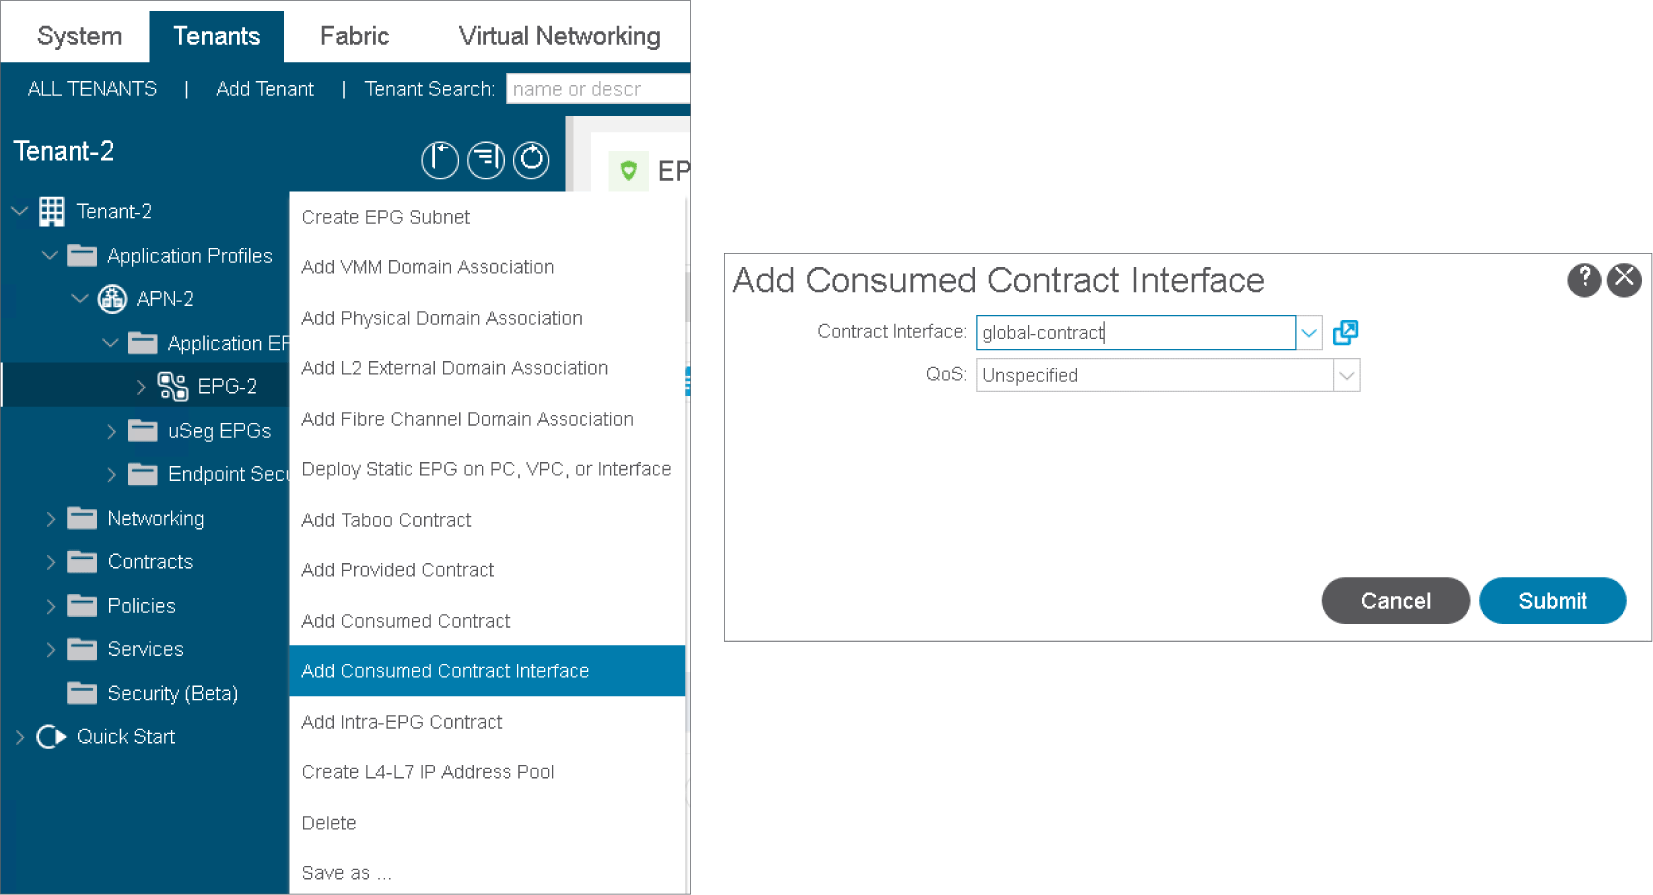 System Tenants Fabric Virtual Networking
ALL TENANTS | Add Tenant | Tenant Search: name or descr
Tenant-2
EP
Tenant-2
Application Profiles
APN-2
Application EP
EPG-2
uSeg EPGs
Endpoint Secu
Networking
Contracts
Policies
Services
Security (Beta)
Quick Start
Create EPG Subnet
Add VMM Domain Association
Add Physical Domain Association
Add L2 External Domain Association
Add Fibre Channel Domain Association
Deploy Static EPG on PC, VPC, or Interface
Add Taboo Contract
Add Provided Contract
Add Consumed Contract
Add Consumed Contract Interface
Add Intra-EPG Contract
Create L4-L7 IP Address Pool
Delete
Save as ...
Add Consumed Contract Interface
Contract Interface: global-contract
QoS: Unspecified
Cancel Submit